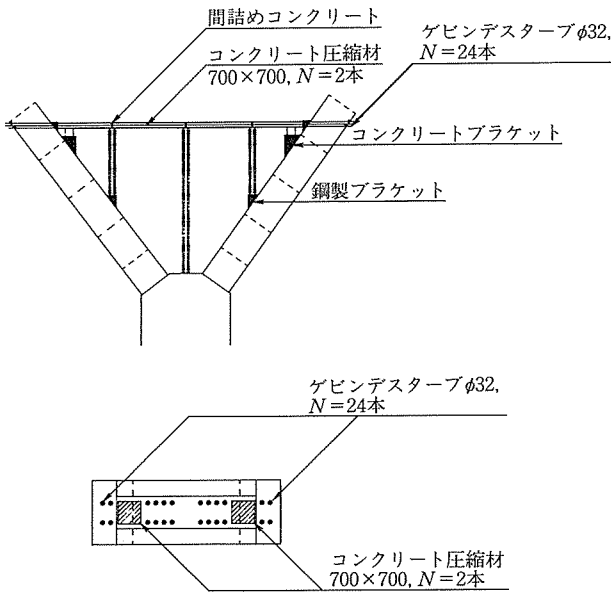 間詰めコンクリート
ゲビンデスターブφ32,
N＝24本
コンクリート圧縮材
700×700, N＝2本
コンクリートブラケット
鋼製ブラケット
ゲビンデスターブφ32,
N＝24本
コンクリート圧縮材
700×700, N＝2本